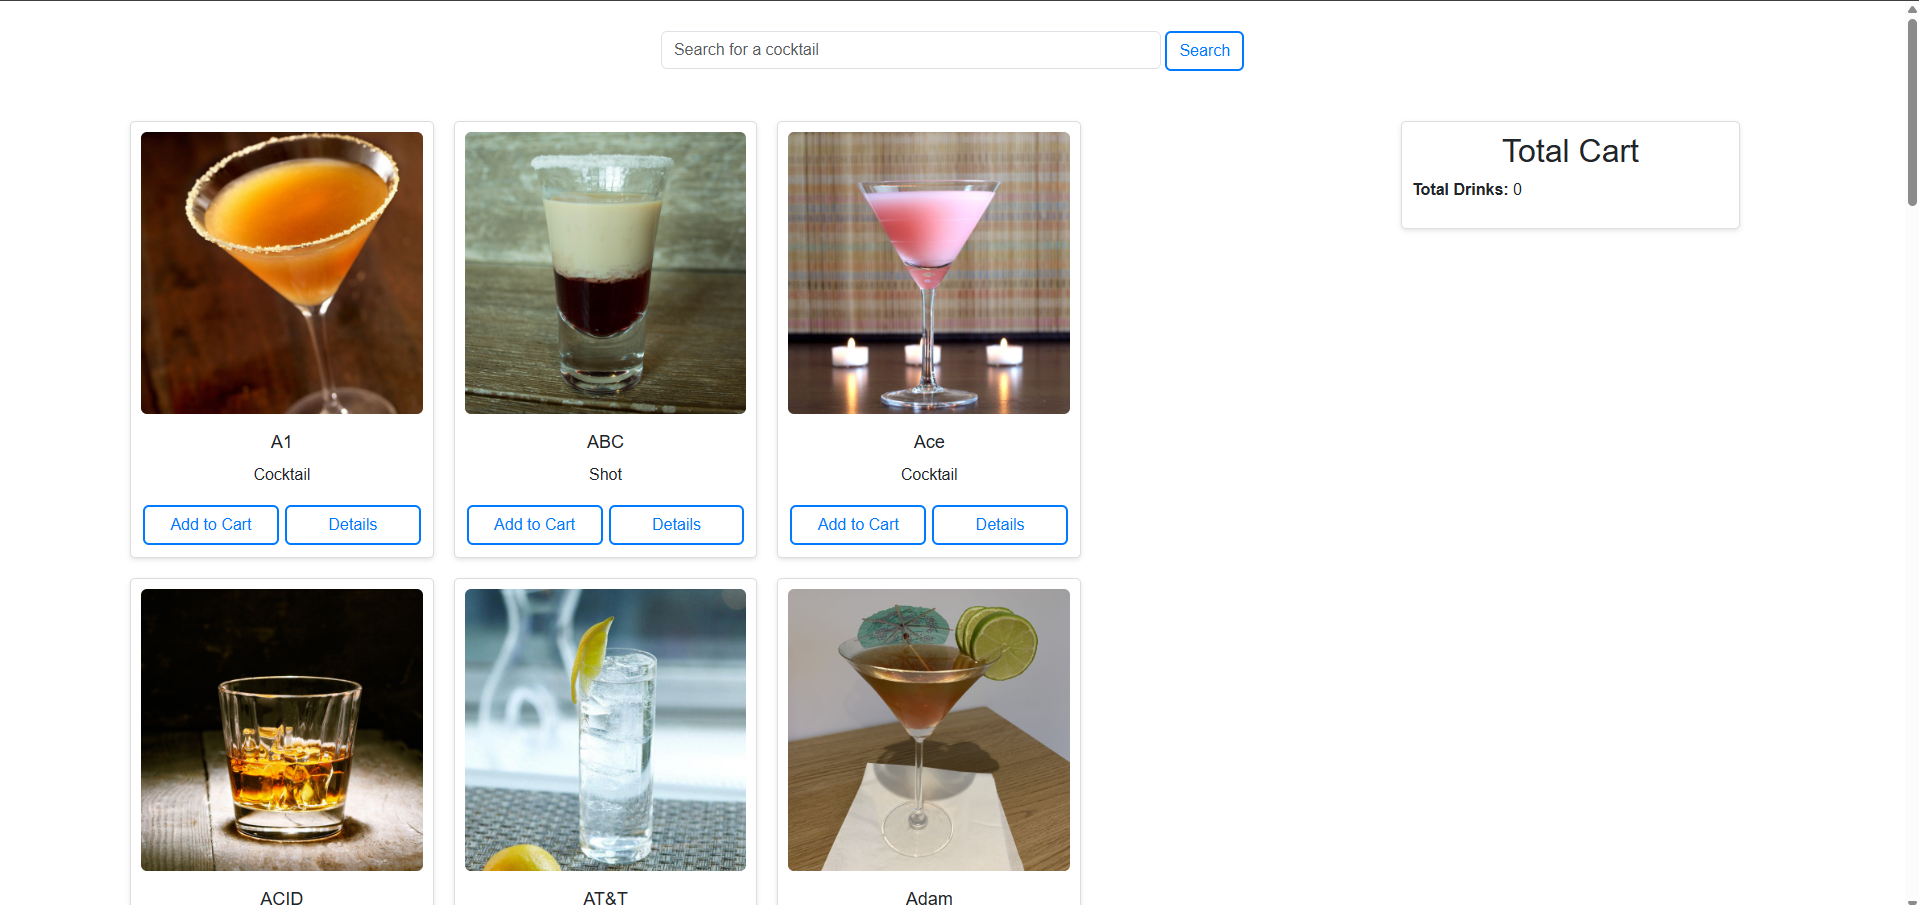 Search for a cocktail
Search
Total Cart
Total Drinks: 0
A1
Cocktail
Add to Cart
Details
ABC
Shot
Add to Cart
Details
Ace
Cocktail
Add to Cart
Details
ACID
AT&T
Adam